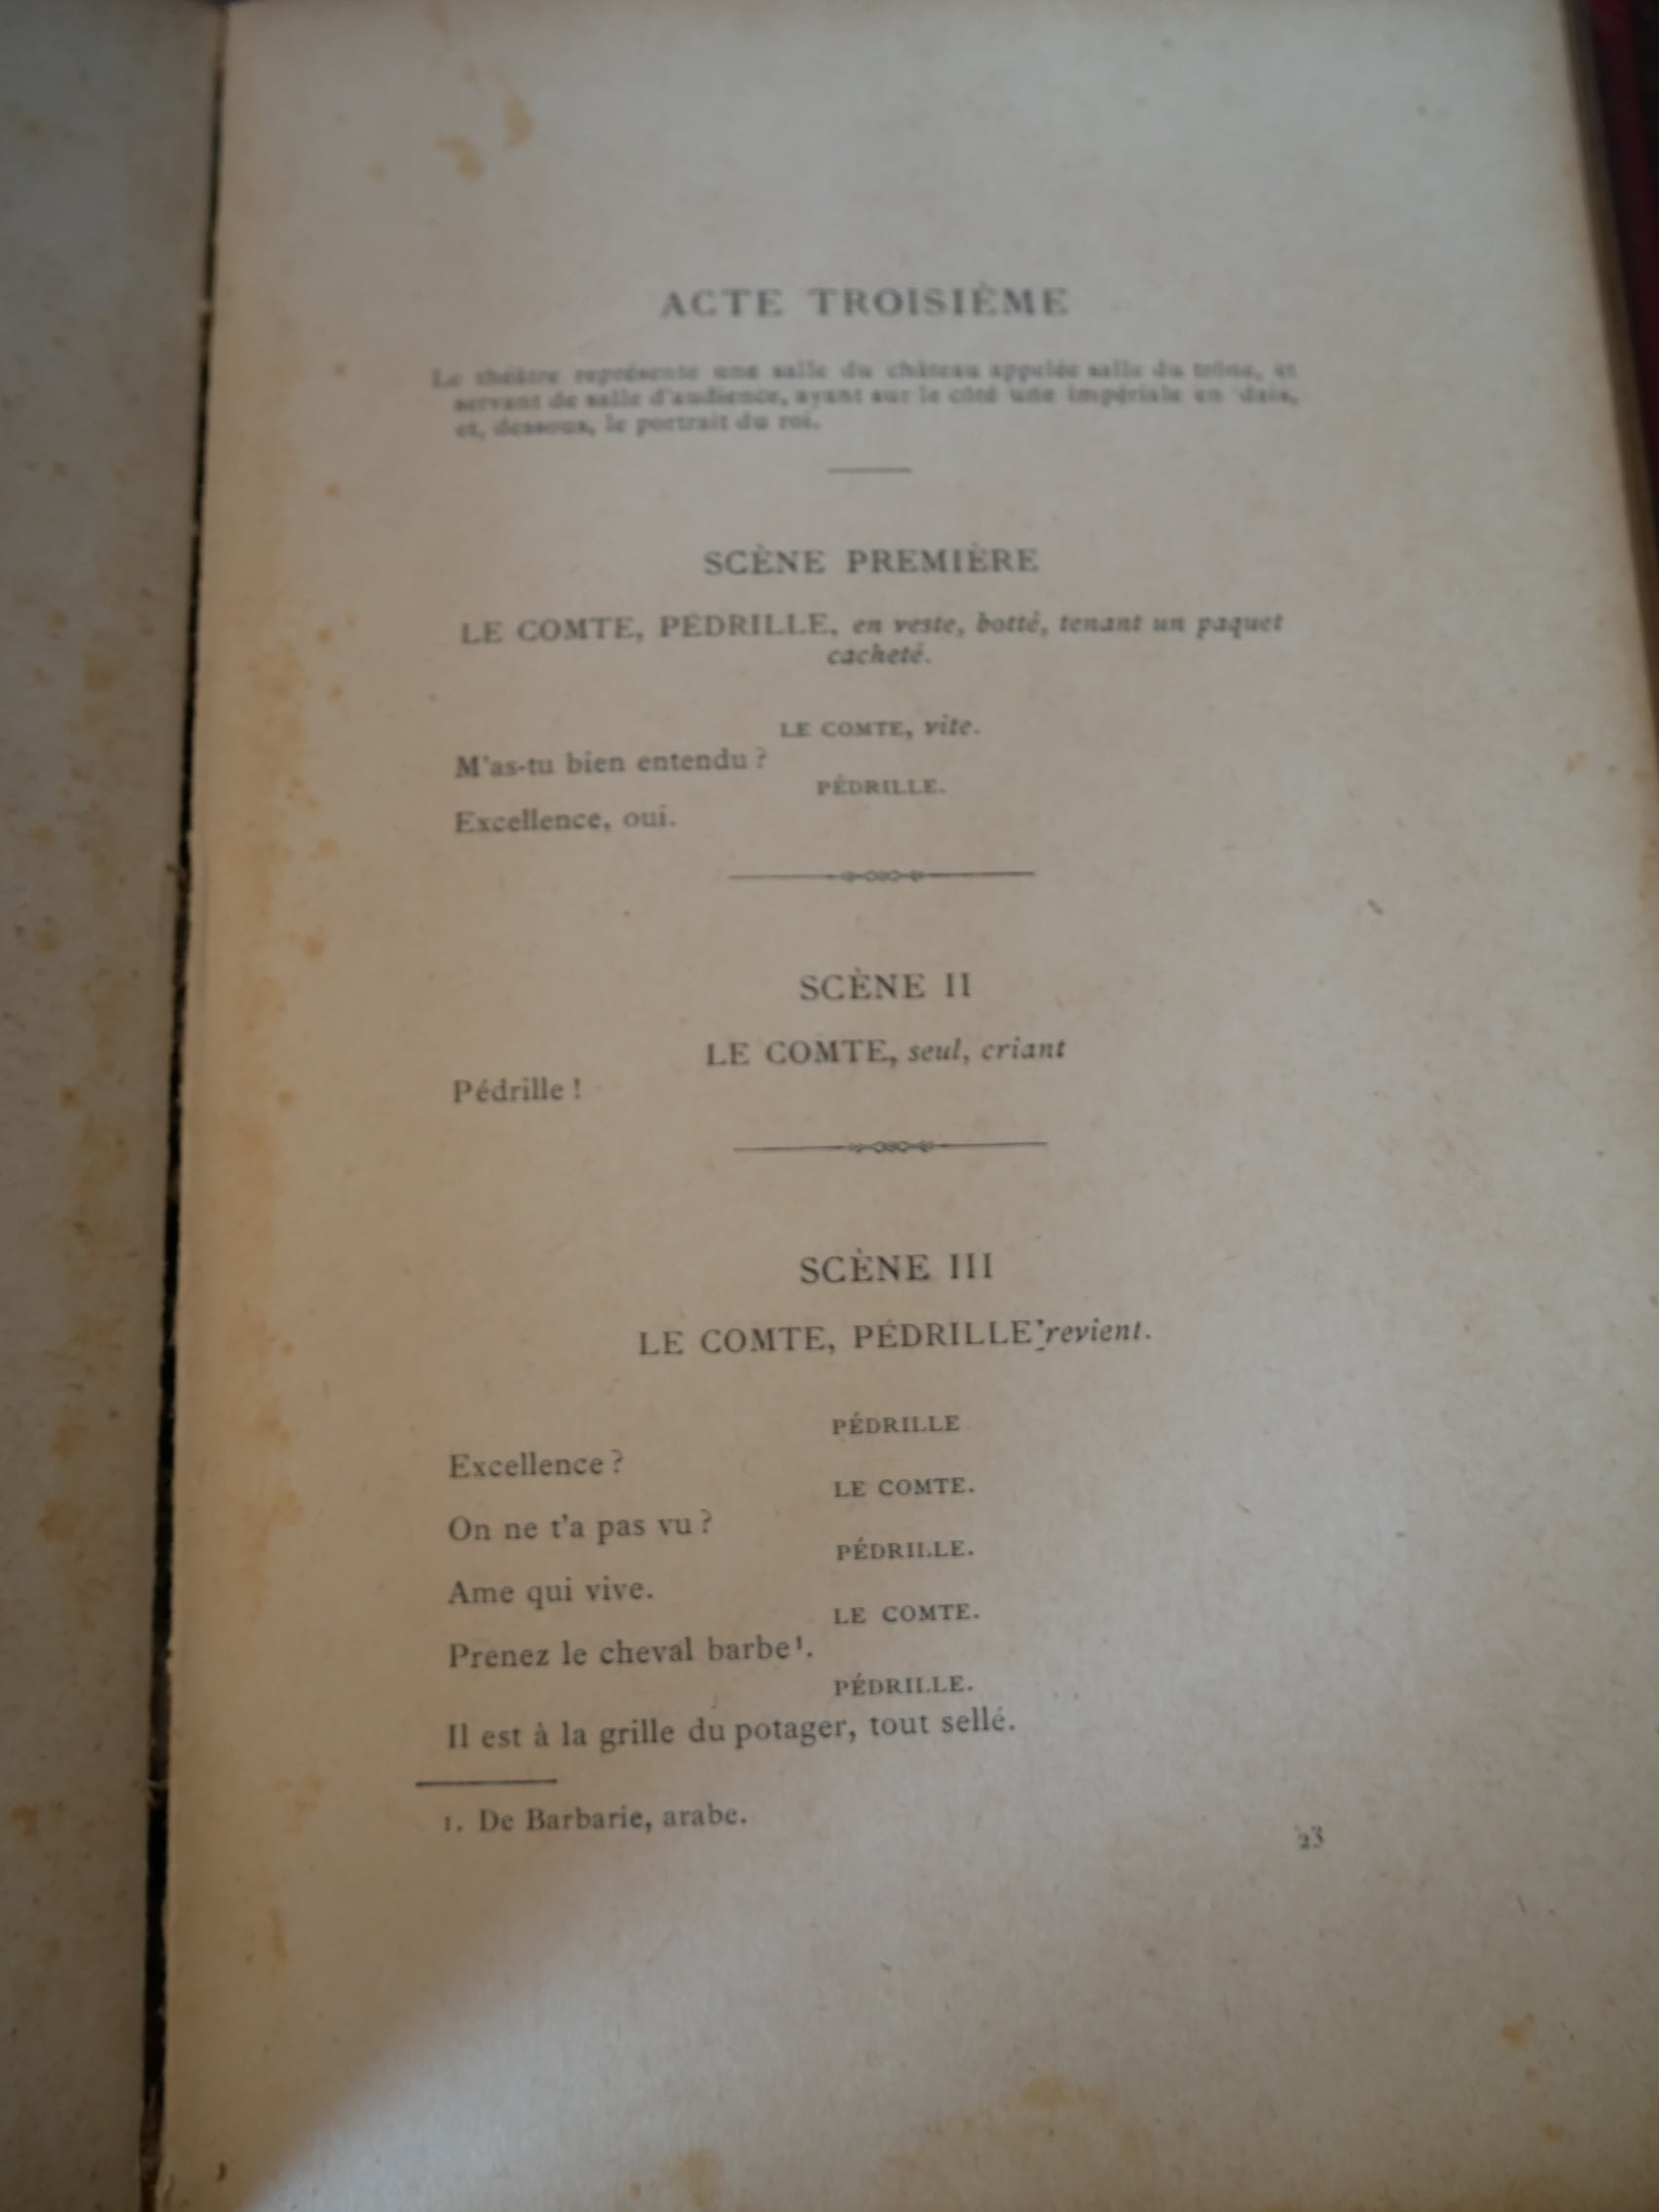 ACTE TROISIÈME
Le théâtre représente une salle du château appelée salle du trône, et
servant de salle d'audience, ayant sur le côté une impériale en dais,
et, dessous, le portrait du roi.
SCÈNE PREMIÈRE
LE COMTE, PÉDRILLE, en veste, botté, tenant un paquet
cacheté.
LE COMTE, vite.
M'as-tu bien entendu ?
PÉDRILLE.
Excellence, oui.
SCÈNE II
LE COMTE, seul, criant
Pédrille !
SCÈNE III
LE COMTE, PÉDRILLE revient.
PÉDRILLE
Excellence ?
LE COMTE.
On ne t'a pas vu ?
PÉDRILLE.
Ame qui vive.
LE COMTE.
Prenez le cheval barbe¹.
PÉDRILLE.
Il est à la grille du potager, tout sellé.
1. De Barbarie, arabe.
23